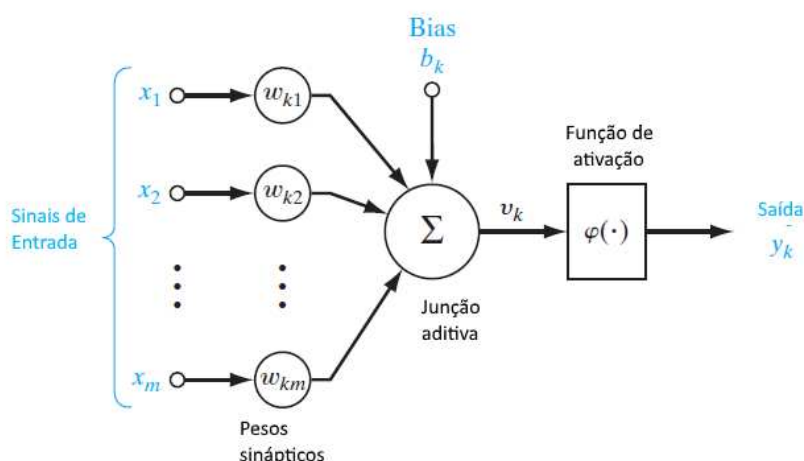 Bias
b_k
x_1
w_k1
Função de
ativação
x_2
w_k2
Sinais de
Entrada
Σ
v_k
φ(·)
Saída
y_k
Junção
aditiva
x_m
w_km
Pesos
sinápticos